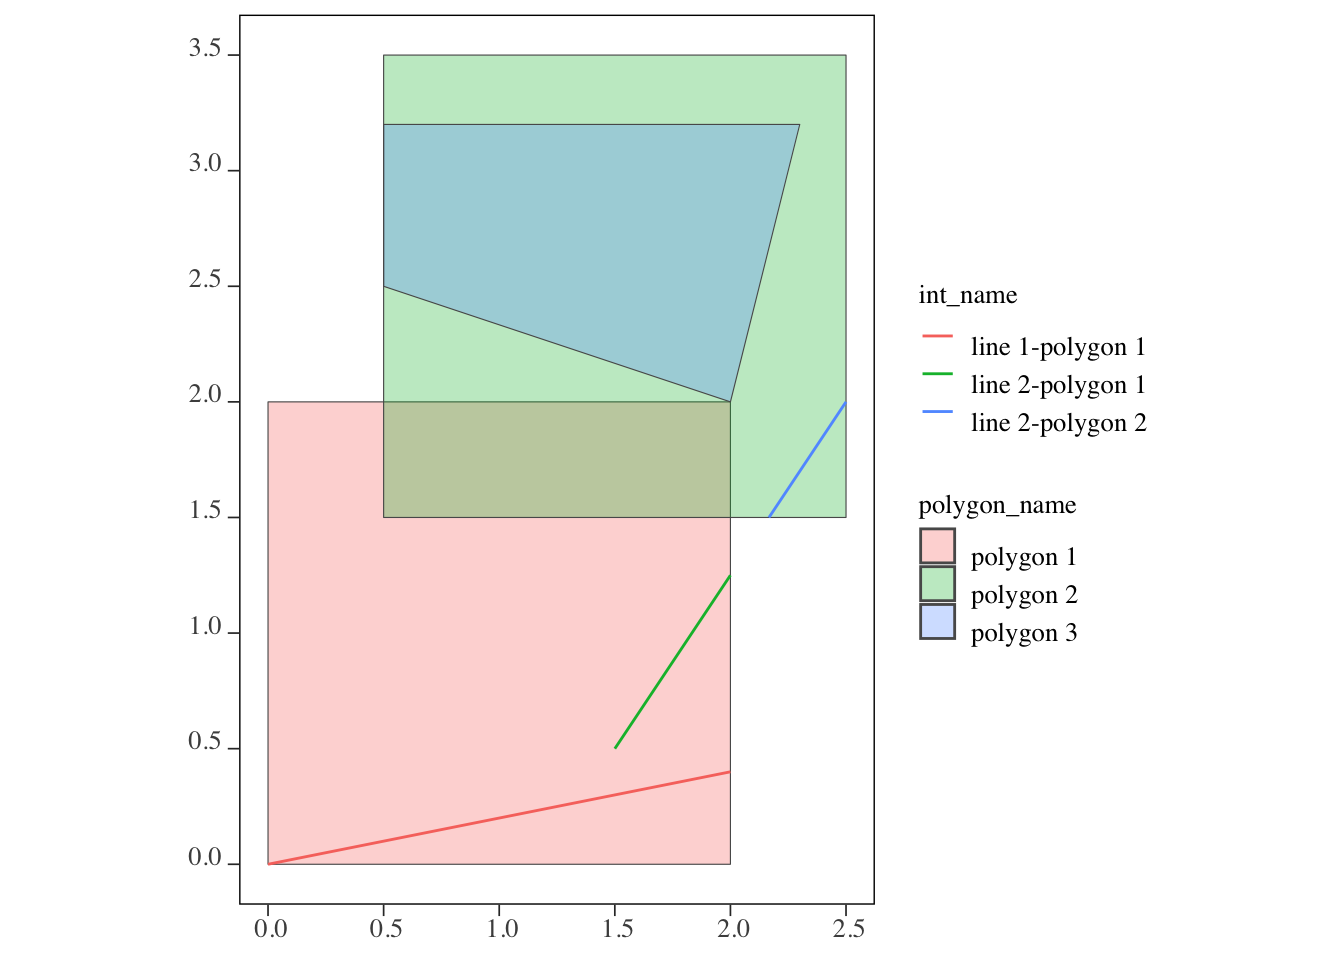 3.5
3.0
2.5
2.0
1.5
1.0
0.5
0.0
0.0 0.5 1.0 1.5 2.0 2.5
int_name
line 1-polygon 1
line 2-polygon 1
line 2-polygon 2
polygon_name
polygon 1
polygon 2
polygon 3